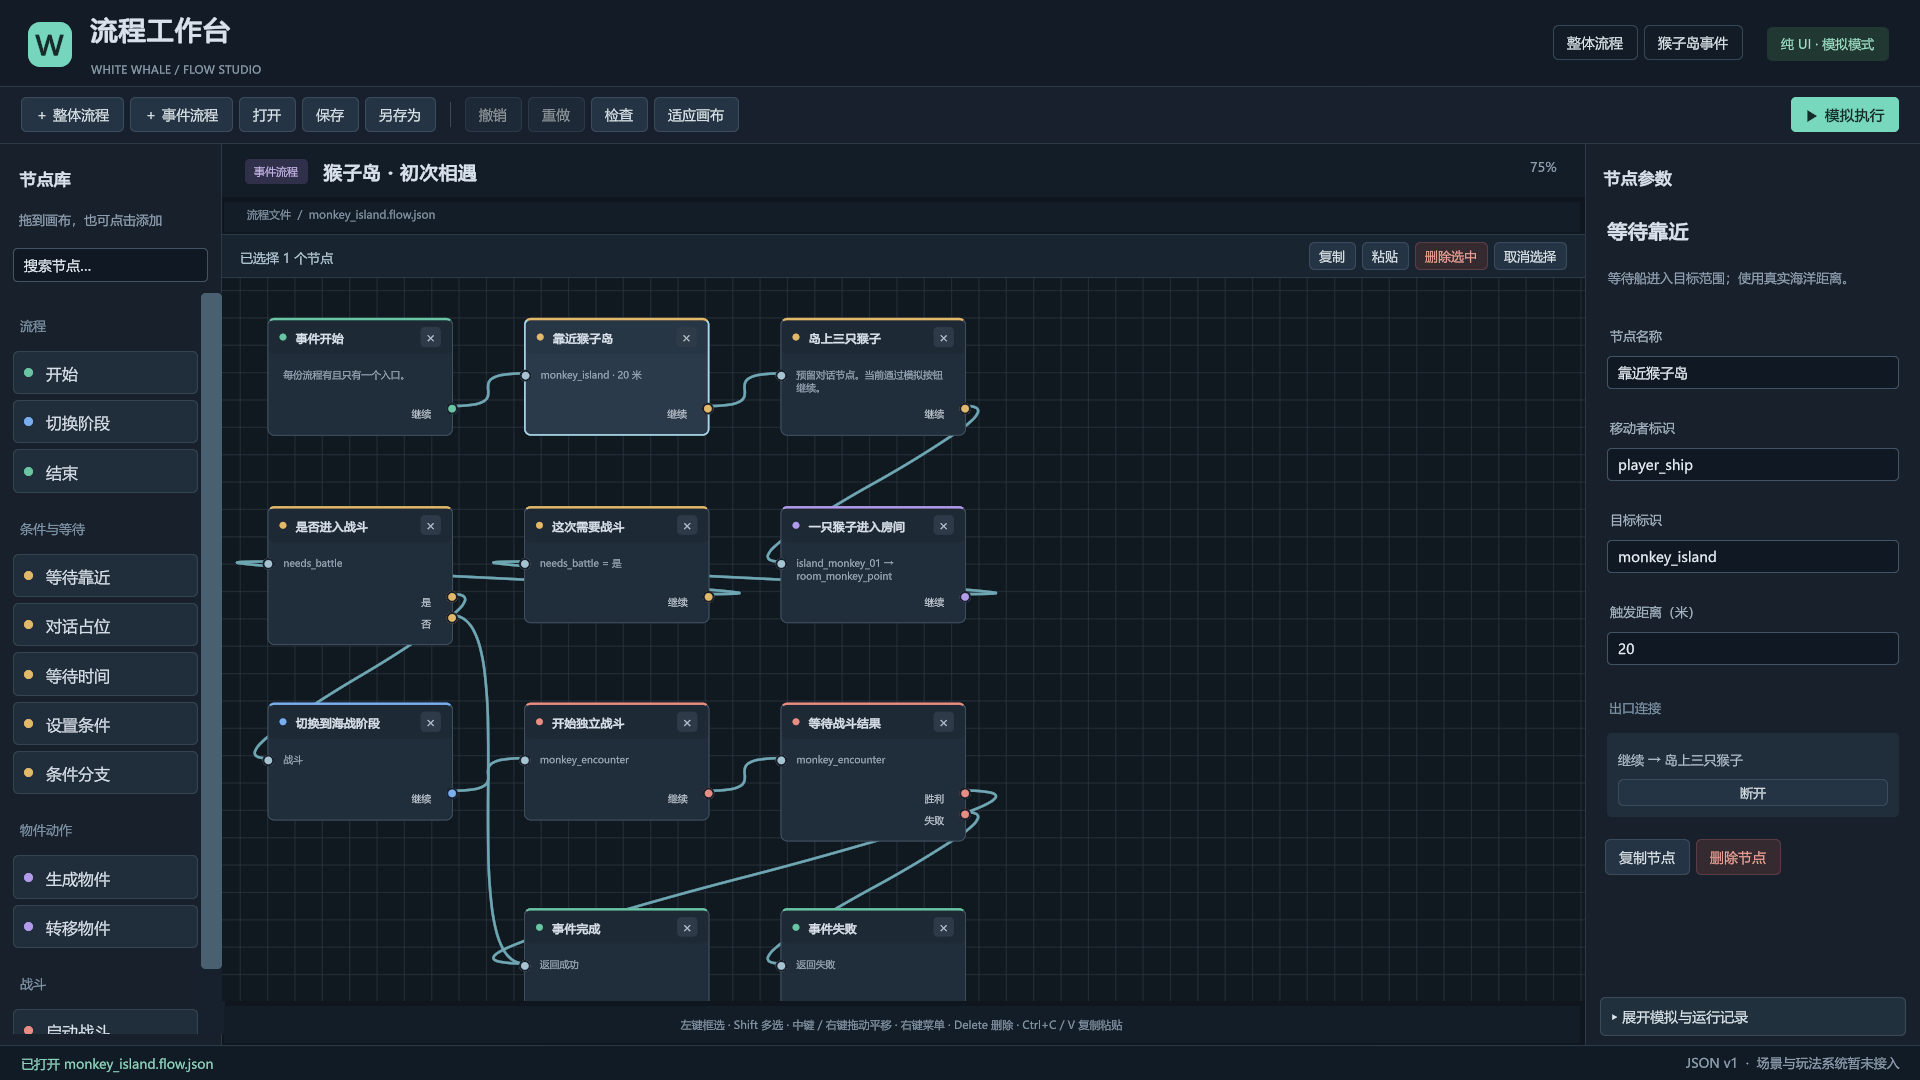 W
流程工作台
WHITE WHALE / FLOW STUDIO
整体流程
猴子岛事件
纯 UI · 模拟模式
+ 整体流程
+ 事件流程
打开
保存
另存为
撤销
重做
检查
适应画布
▶ 模拟执行
节点库
拖到画布，也可点击添加
搜索节点...
流程
开始
切换阶段
结束
条件与等待
等待靠近
对话占位
等待时间
设置条件
条件分支
物件动作
生成物件
转移物件
战斗
启动战斗
事件流程
猴子岛 · 初次相遇
75%
流程文件 / monkey_island.flow.json
已选择 1 个节点
复制
粘贴
删除选中
取消选择
事件开始 ×
每份流程有且只有一个入口。
继续
靠近猴子岛 ×
monkey_island · 20 米
继续
岛上三只猴子 ×
预留对话节点。当前通过模拟按钮
继续。
继续
是否进入战斗 ×
needs_battle
是
否
这次需要战斗 ×
needs_battle = 是
继续
一只猴子进入房间 ×
island_monkey_01 →
room_monkey_point
继续
切换到海战阶段 ×
战斗
继续
开始独立战斗 ×
monkey_encounter
继续
等待战斗结果 ×
monkey_encounter
胜利
失败
事件完成 ×
返回成功
事件失败 ×
返回失败
左键框选 · Shift 多选 · 中键 / 右键拖动平移 · 右键菜单 · Delete 删除 · Ctrl+C / V 复制粘贴
节点参数
等待靠近
等待船进入目标范围；使用真实海洋距离。
节点名称
靠近猴子岛
移动者标识
player_ship
目标标识
monkey_island
触发距离（米）
20
出口连接
继续 → 岛上三只猴子
断开
复制节点
删除节点
▸ 展开模拟与运行记录
已打开 monkey_island.flow.json
JSON v1 · 场景与玩法系统暂未接入